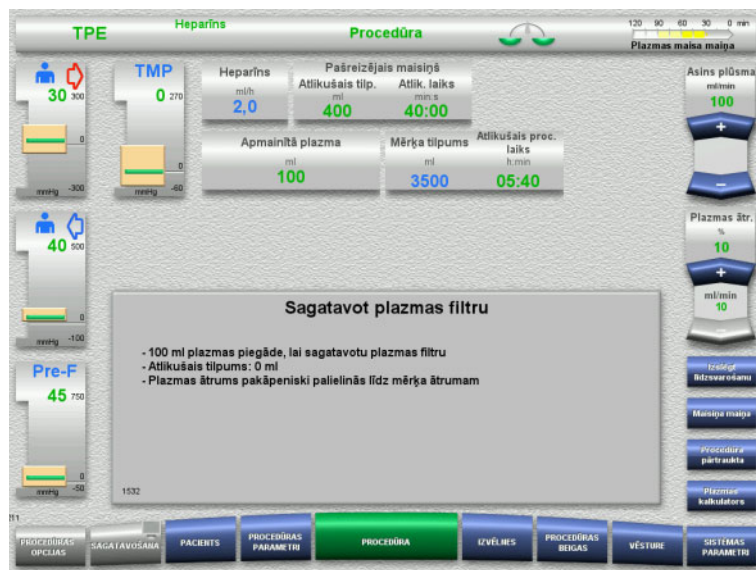 TPE
Heparīns
Procedūra
120 90 60 30 0 min
Plazmas maisa maiņa
30 300
0
mmHg -300
TMP
0 270
0
mmHg -60
Heparīns
ml/h
2,0
Pašreizējais maisiņš
Atlikušais tilp. Atlik. laiks
ml min:s
400 40:00
Apmainītā plazma
ml
100
Mērķa tilpums Atlikušais proc. laiks
ml h:min
3500 05:40
Asins plūsma
ml/min
100
+
–
40 500
0
mmHg -100
Plazmas ātr.
%
10
+
ml/min
10
–
Pre-F
45 750
0
mmHg -50
Sagatavot plazmas filtru
- 100 ml plazmas piegāde, lai sagatavotu plazmas filtru
- Atlikušais tilpums: 0 ml
- Plazmas ātrums pakāpeniski palielinās līdz mērķa ātrumam
1532
Izslēgt līdzsvarošanu
Maisiņa maiņa
Procedūra pārtraukta
Plazmas kalkulators
PROCEDŪRAS OPCIJAS
SAGATAVOŠANA
PACIENTS
PROCEDŪRAS PARAMETRI
PROCEDŪRA
IZVĒLNES
PROCEDŪRAS BEIGAS
VĒSTURE
SISTĒMAS PARAMETRI